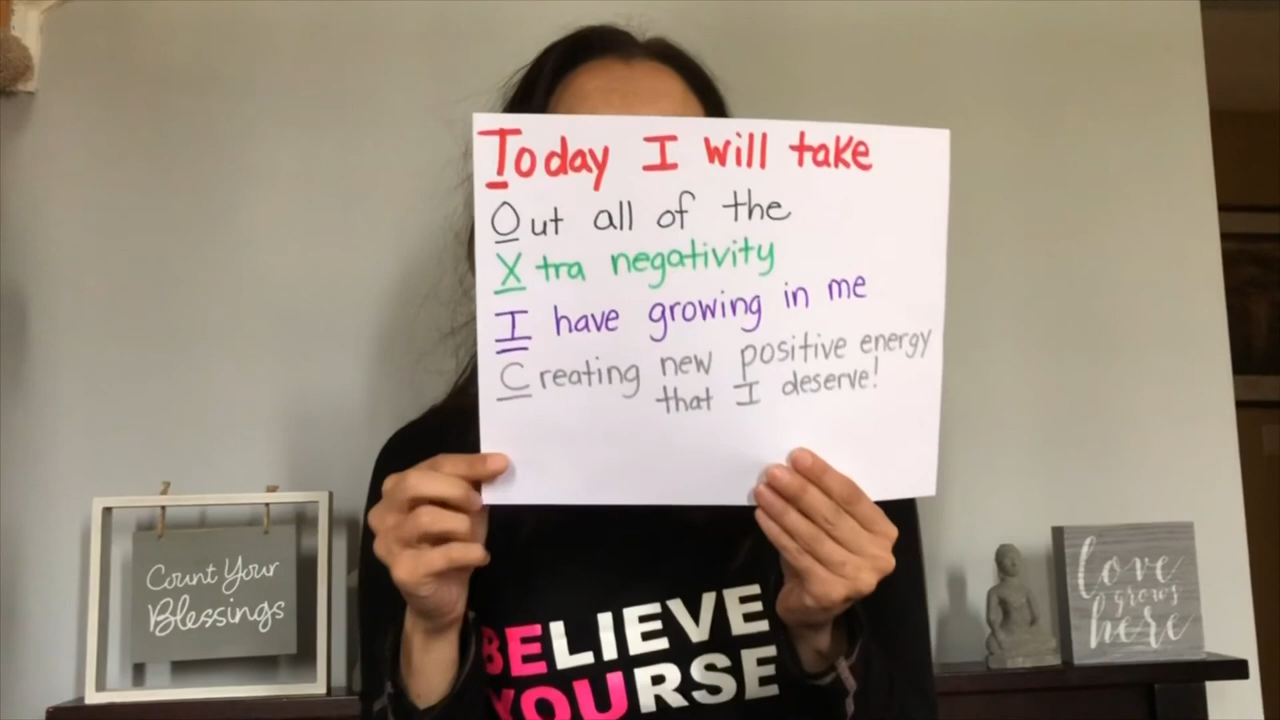 Today I will take
Out all of the
Xtra negativity
I have growing in me
Creating new positive energy
that I deserve!
Count Your
Blessings
love
grows
here
BELIEVE
YOURSE